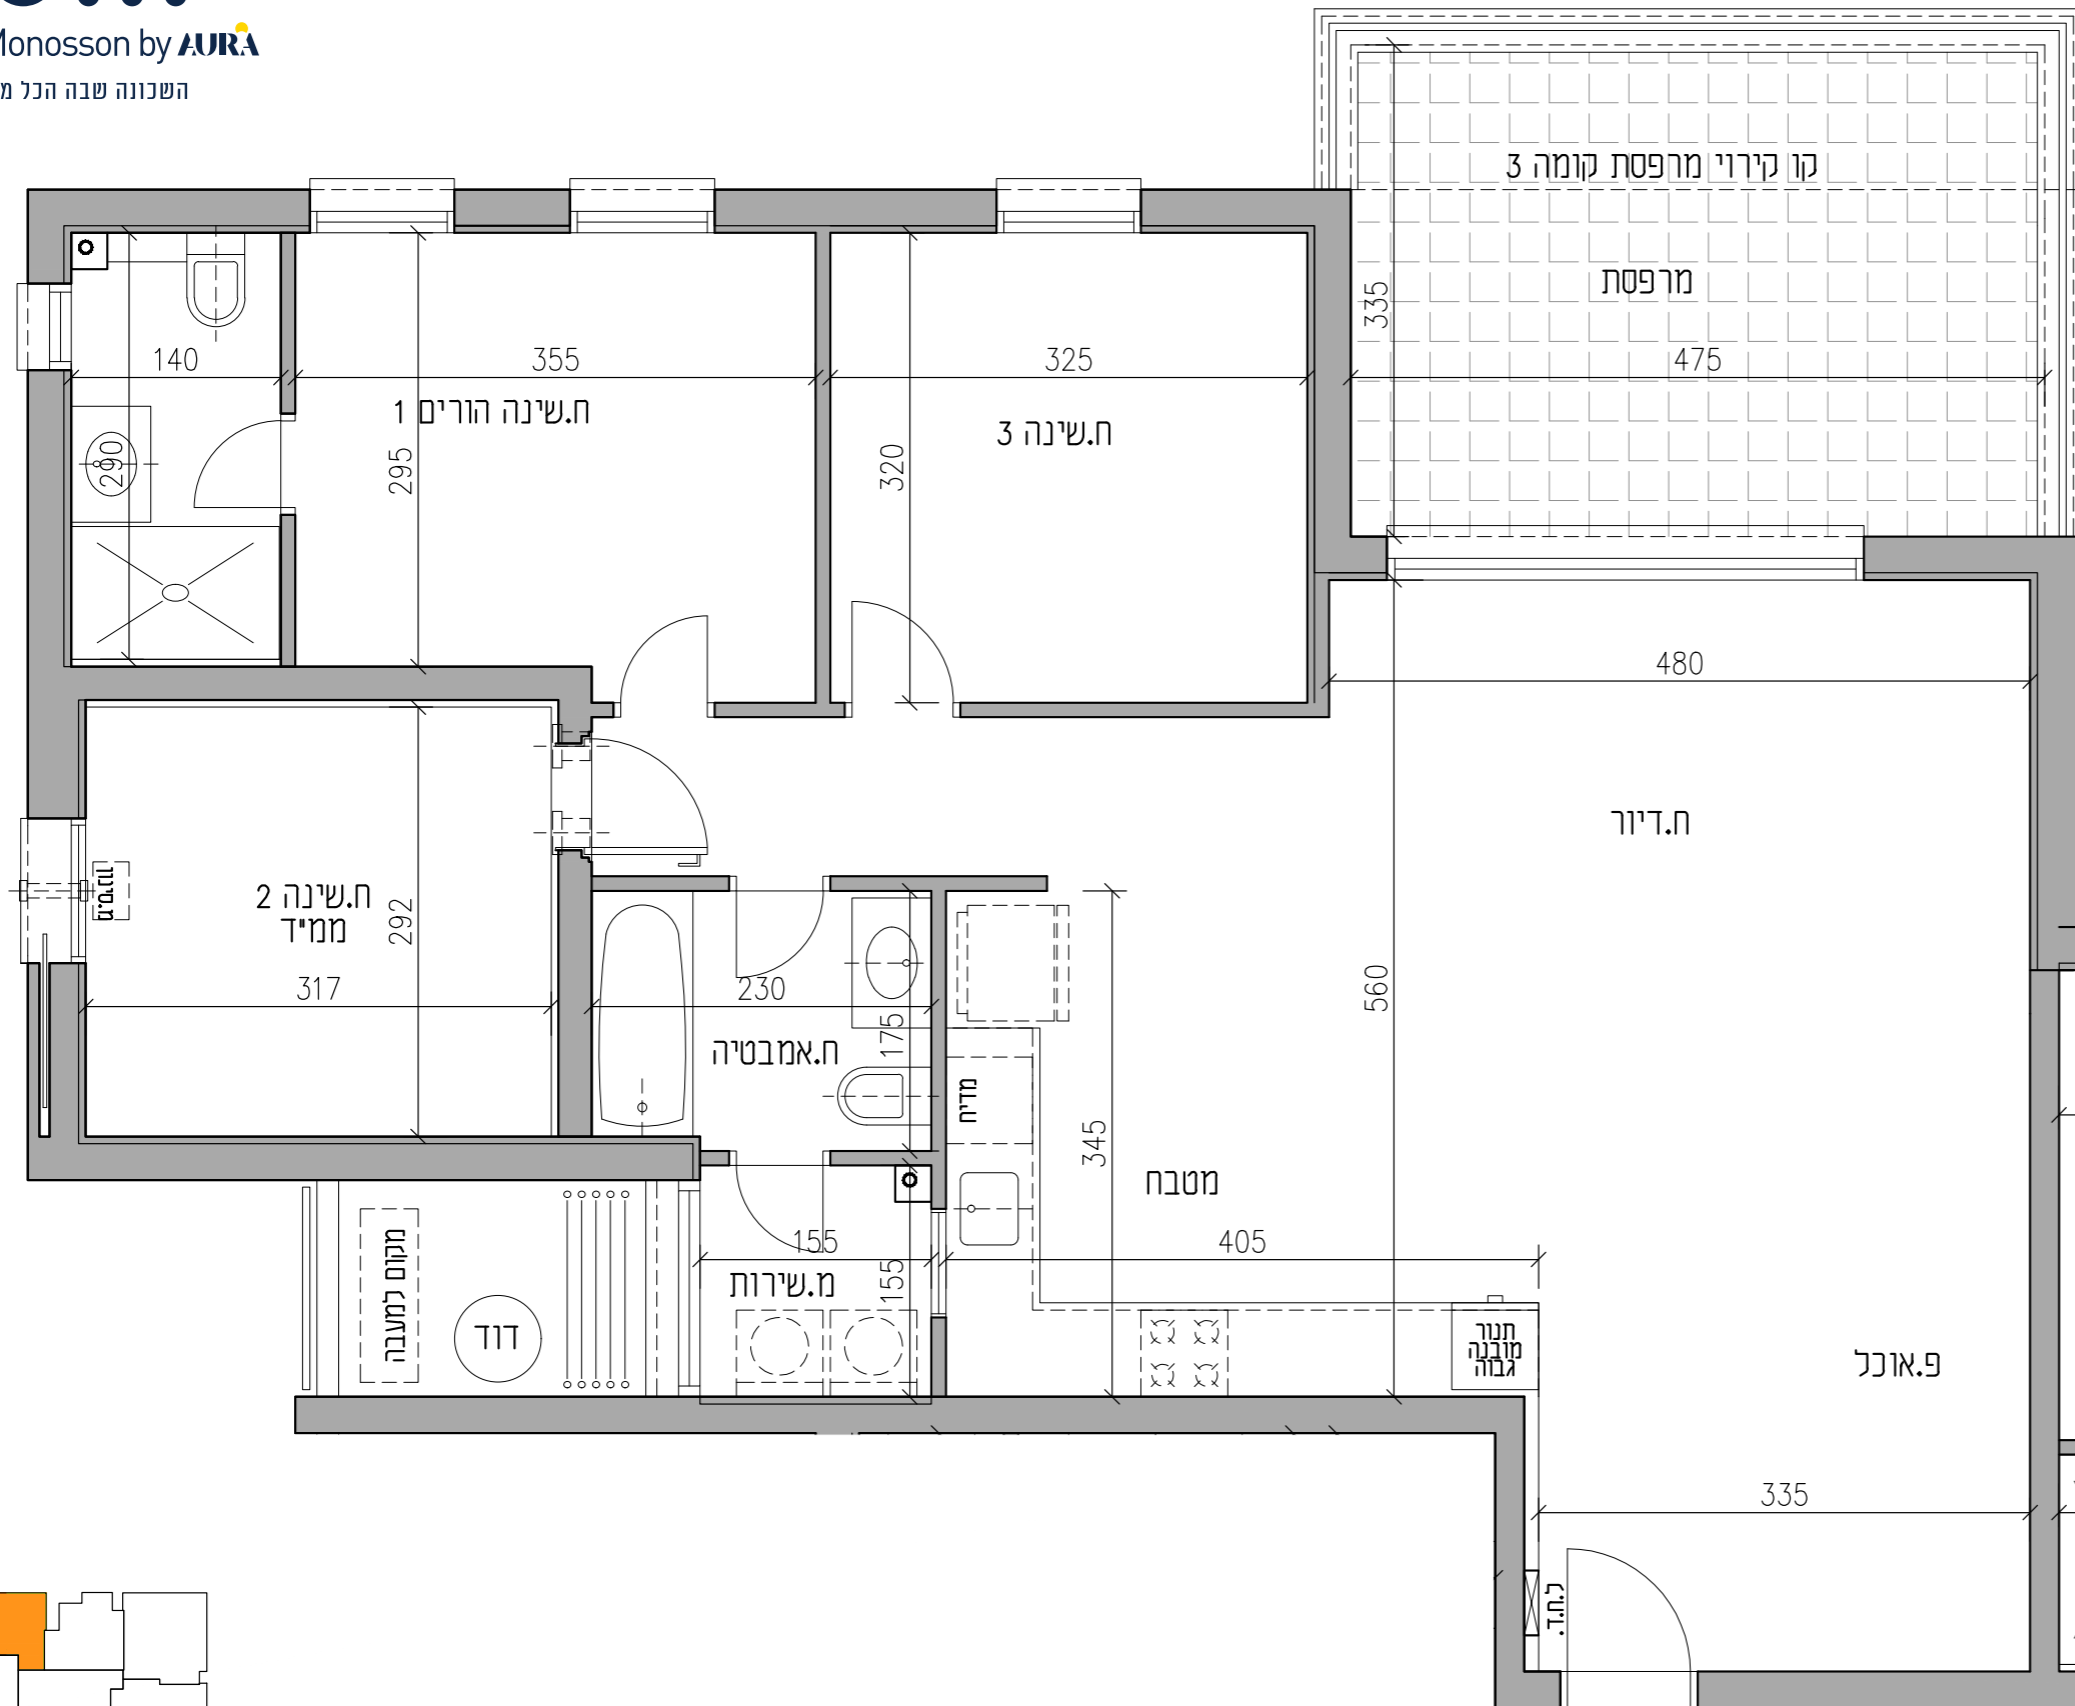 Monosson by AURA
השכונה שבה הכל
קו קירוי מרפסת קומה 3
מרפסת
335
475
140
355
325
ח.שינה הורים 1
ח.שינה 3
290
295
320
480
ח.דיור
ח.שינה 2
ממ"ד
292
317
230
175
ח.אמבטיה
560
מדיח
345
מטבח
405
155
מ.שירות
155
מקום למעבה
דוד
תנור
מובנה
גבוה
פ.אוכל
335
ל.ח.ד.